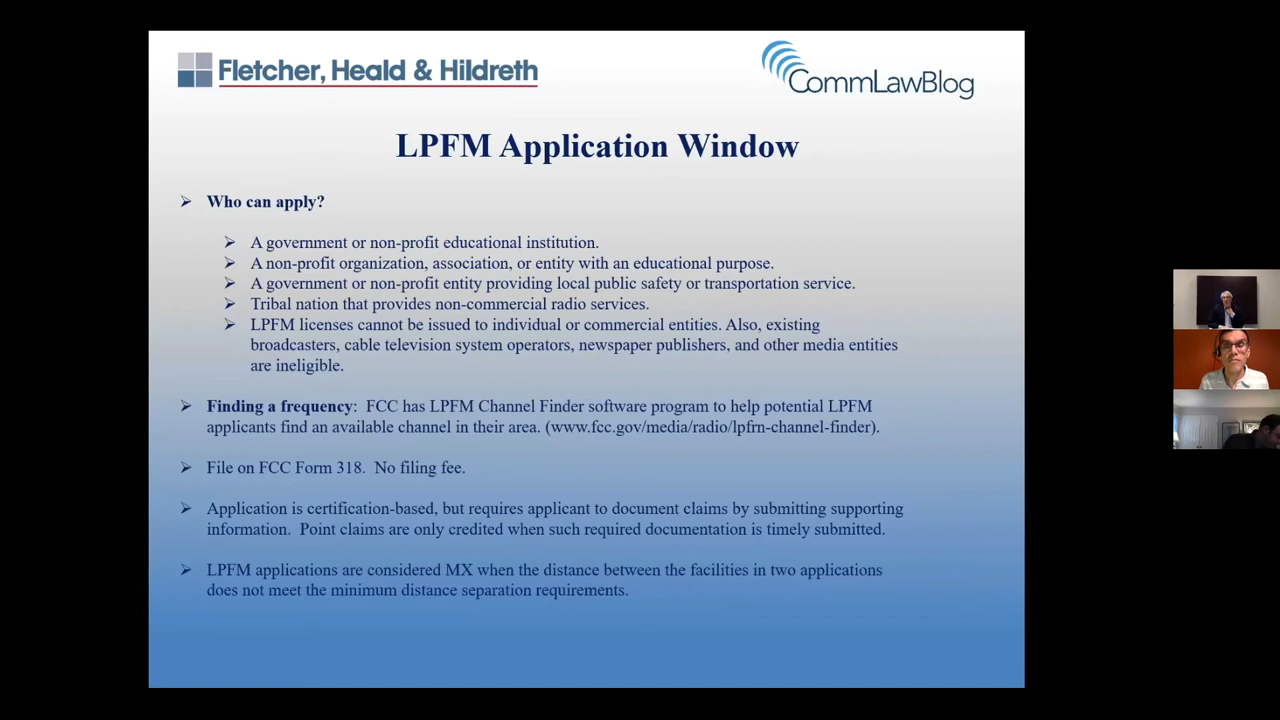 Fletcher, Heald & Hildreth
CommLawBlog
LPFM Application Window
Who can apply?
A government or non-profit educational institution.
A non-profit organization, association, or entity with an educational purpose.
A government or non-profit entity providing local public safety or transportation service.
Tribal nation that provides non-commercial radio services.
LPFM licenses cannot be issued to individual or commercial entities. Also, existing
broadcasters, cable television system operators, newspaper publishers, and other media entities
are ineligible.
Finding a frequency: FCC has LPFM Channel Finder software program to help potential LPFM
applicants find an available channel in their area. (www.fcc.gov/media/radio/lpfrn-channel-finder).
File on FCC Form 318. No filing fee.
Application is certification-based, but requires applicant to document claims by submitting supporting
information. Point claims are only credited when such required documentation is timely submitted.
LPFM applications are considered MX when the distance between the facilities in two applications
does not meet the minimum distance separation requirements.